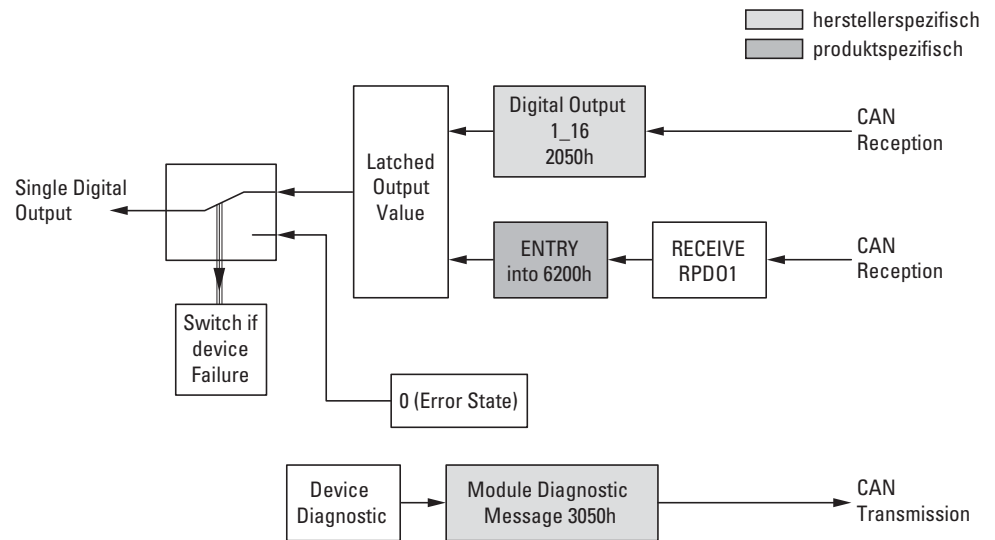 herstellerspezifisch
produktspezifisch
Digital Output
1_16
2050h
CAN
Reception
Latched
Output
Value
Single Digital
Output
ENTRY
into 6200h
RECEIVE
RPDO1
CAN
Reception
Switch if
device
Failure
0 (Error State)
Device
Diagnostic
Module Diagnostic
Message 3050h
CAN
Transmission